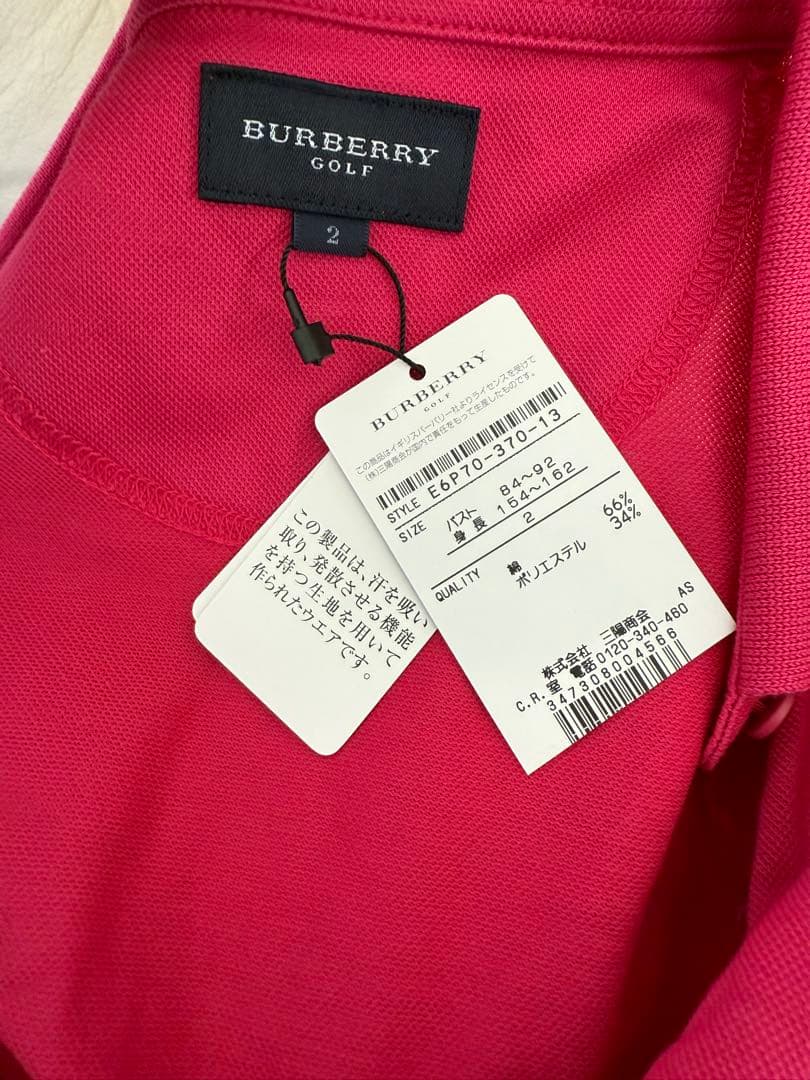 BURBERRY
GOLF
2
BURBERRY
GOLF
この商品はイギリスバーバリー社よりライセンスを受けて
(株)三陽商会が国内で責任をもって生産したものです。
STYLE E6P70-370-13
SIZE バスト 84〜92
身長 154〜162
2
QUALITY 綿 66%
ポリエステル 34%
AS
株式会社 三陽商会
C.R.室 電話0120-340-460
347308004566
この製品は、汗を吸い
取り、発散させる機能
を持つ生地を用いて
作られたウエアです。